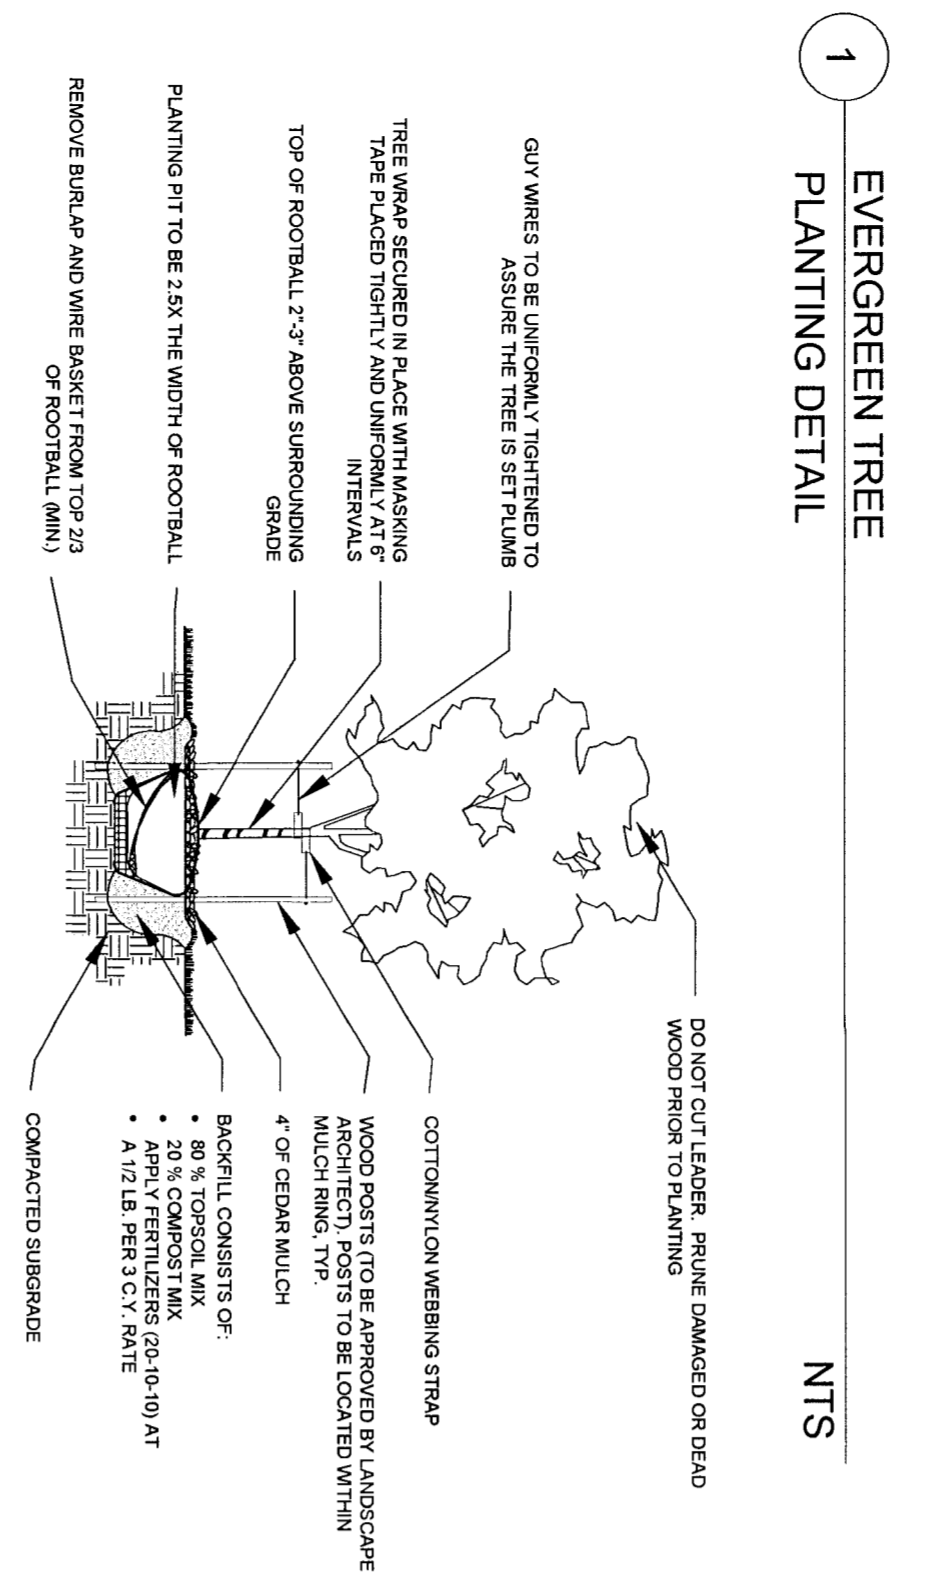 1
EVERGREEN TREE
PLANTING DETAIL
NTS
GUY WIRES TO BE UNIFORMLY TIGHTENED TO
ASSURE THE TREE IS SET PLUMB
TREE WRAP SECURED IN PLACE WITH MASKING
TAPE PLACED TIGHTLY AND UNIFORMLY AT 6"
INTERVALS
TOP OF ROOTBALL 2"-3" ABOVE SURROUNDING
GRADE
PLANTING PIT TO BE 2.5X THE WIDTH OF ROOTBALL
REMOVE BURLAP AND WIRE BASKET FROM TOP 2/3
OF ROOTBALL (MIN.)
DO NOT CUT LEADER. PRUNE DAMAGED OR DEAD
WOOD PRIOR TO PLANTING
COTTON/NYLON WEBBING STRAP
WOOD POSTS (TO BE APPROVED BY LANDSCAPE
ARCHITECT). POSTS TO BE LOCATED WITHIN
MULCH RING, TYP.
4" OF CEDAR MULCH
BACKFILL CONSISTS OF:
• 80 % TOPSOIL MIX
• 20 % COMPOST MIX
• APPLY FERTILIZERS (20-10-10) AT
• A 1/2 LB. PER 3 C.Y. RATE
COMPACTED SUBGRADE